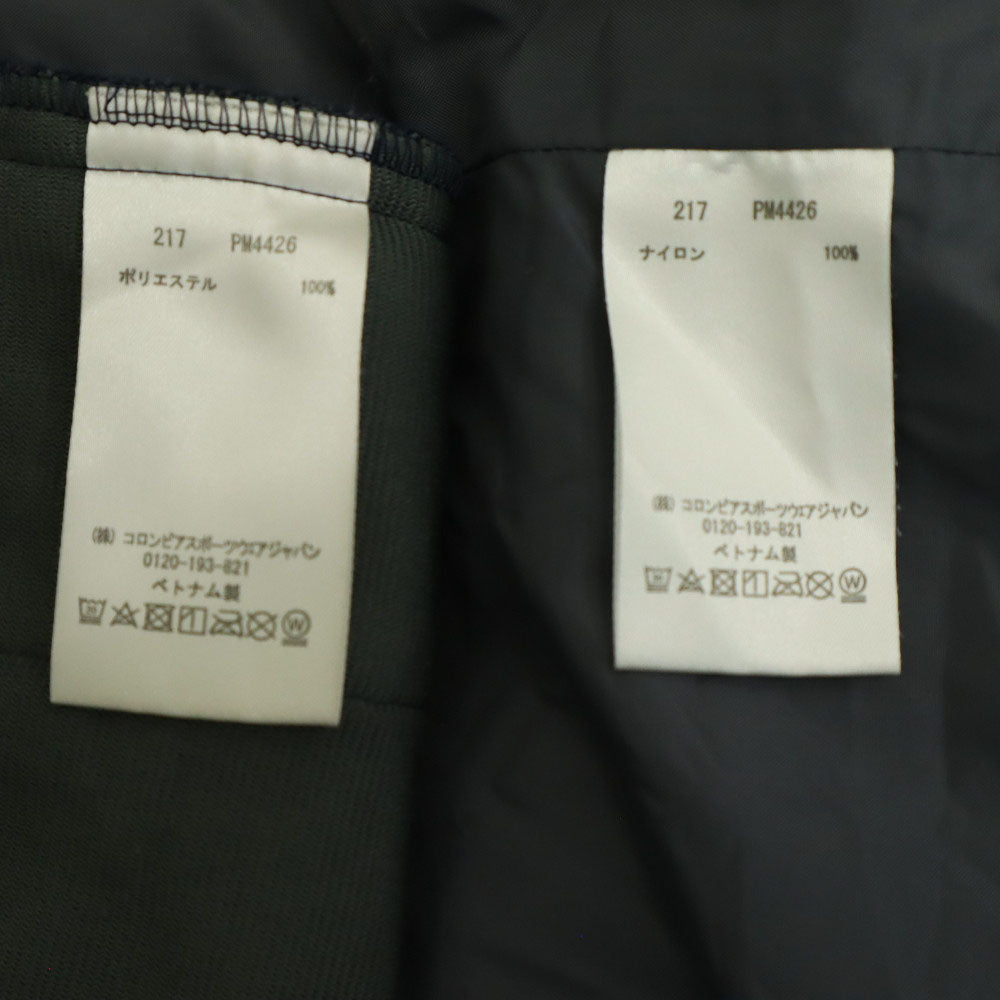 217 PM4426
ポリエステル 100%
(株) コロンビアスポーツウエアジャパン
0120-193-821
ベトナム製
217 PM4426
ナイロン 100%
(株) コロンビアスポーツウエアジャパン
0120-193-821
ベトナム製